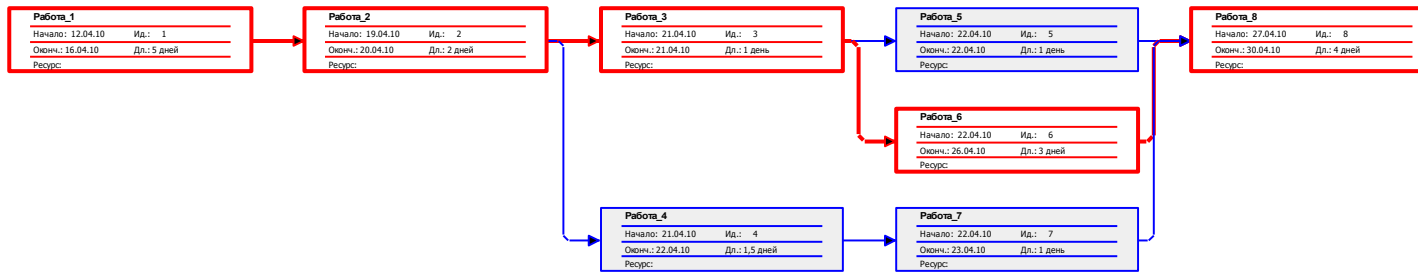 Работа_1
Начало: 12.04.10 Ид.: 1
Оконч.: 16.04.10 Дл.: 5 дней
Ресурс:
Работа_2
Начало: 19.04.10 Ид.: 2
Оконч.: 20.04.10 Дл.: 2 дней
Ресурс:
Работа_3
Начало: 21.04.10 Ид.: 3
Оконч.: 21.04.10 Дл.: 1 день
Ресурс:
Работа_5
Начало: 22.04.10 Ид.: 5
Оконч.: 22.04.10 Дл.: 1 день
Ресурс:
Работа_8
Начало: 27.04.10 Ид.: 8
Оконч.: 30.04.10 Дл.: 4 дней
Ресурс:
Работа_6
Начало: 22.04.10 Ид.: 6
Оконч.: 26.04.10 Дл.: 3 дней
Ресурс:
Работа_4
Начало: 21.04.10 Ид.: 4
Оконч.: 22.04.10 Дл.: 1,5 дней
Ресурс:
Работа_7
Начало: 22.04.10 Ид.: 7
Оконч.: 23.04.10 Дл.: 1 день
Ресурс: